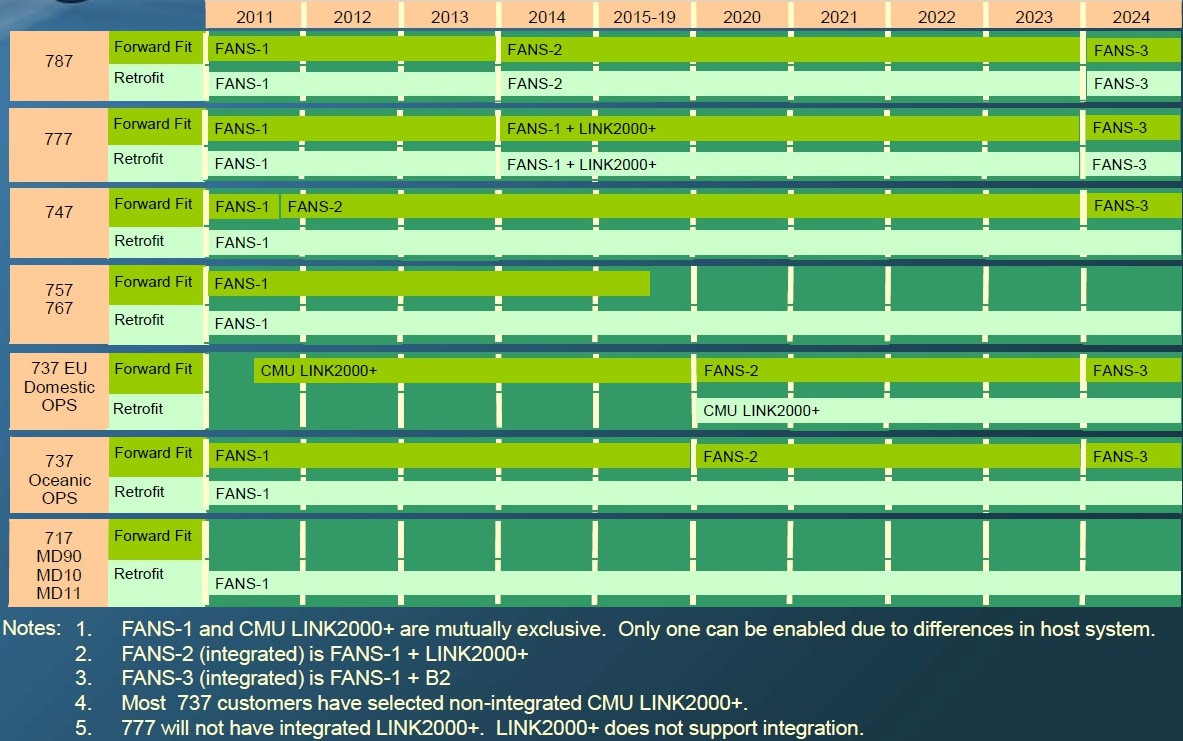 2011 2012 2013 2014 2015-19 2020 2021 2022 2023 2024
787
Forward Fit FANS-1 FANS-2 FANS-3
Retrofit FANS-1 FANS-2 FANS-3
777
Forward Fit FANS-1 FANS-1 + LINK2000+ FANS-3
Retrofit FANS-1 FANS-1 + LINK2000+ FANS-3
747
Forward Fit FANS-1 FANS-2 FANS-3
Retrofit FANS-1
757
767
Forward Fit FANS-1
Retrofit FANS-1
737 EU
Domestic
OPS
Forward Fit CMU LINK2000+ FANS-2 FANS-3
Retrofit CMU LINK2000+
737
Oceanic
OPS
Forward Fit FANS-1 FANS-2 FANS-3
Retrofit FANS-1
717
MD90
MD10
MD11
Forward Fit
Retrofit FANS-1
Notes: 1. FANS-1 and CMU LINK2000+ are mutually exclusive. Only one can be enabled due to differences in host system.
2. FANS-2 (integrated) is FANS-1 + LINK2000+
3. FANS-3 (integrated) is FANS-1 + B2
4. Most 737 customers have selected non-integrated CMU LINK2000+.
5. 777 will not have integrated LINK2000+. LINK2000+ does not support integration.